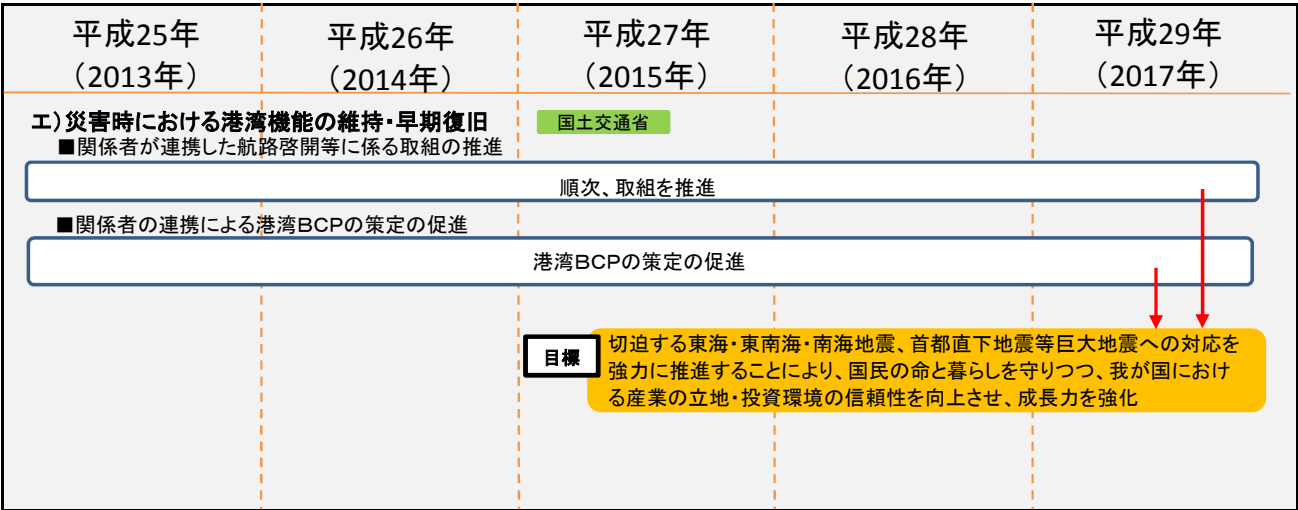 平成25年
（2013年）
平成26年
（2014年）
平成27年
（2015年）
平成28年
（2016年）
平成29年
（2017年）
エ）災害時における港湾機能の維持・早期復旧
国土交通省
■関係者が連携した航路啓開等に係る取組の推進
順次、取組を推進
■関係者の連携による港湾BCPの策定の促進
港湾BCPの策定の促進
目標
切迫する東海・東南海・南海地震、首都直下地震等巨大地震への対応を
強力に推進することにより、国民の命と暮らしを守りつつ、我が国におけ
る産業の立地・投資環境の信頼性を向上させ、成長力を強化